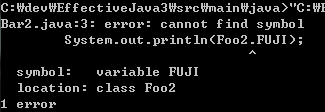 C:₩dev₩EffectiveJava3₩src₩main₩java>"C:₩
Bar2.java:3: error: cannot find symbol
System.out.println(Foo2.FUJI);
^
symbol: variable FUJI
location: class Foo2
1 error